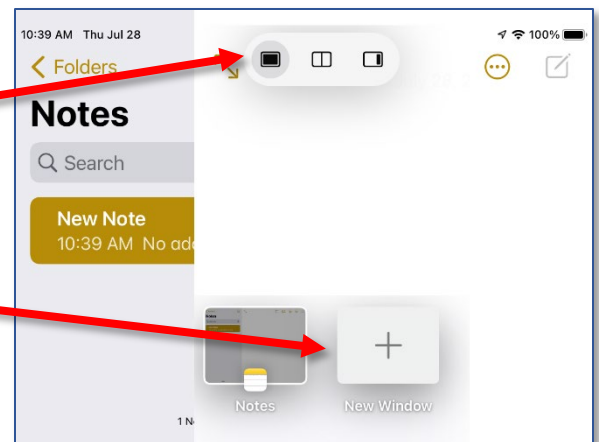 10:39 AM Thu Jul 28
100%
Folders
Notes
Search
New Note
10:39 AM No
Notes
New Window
1